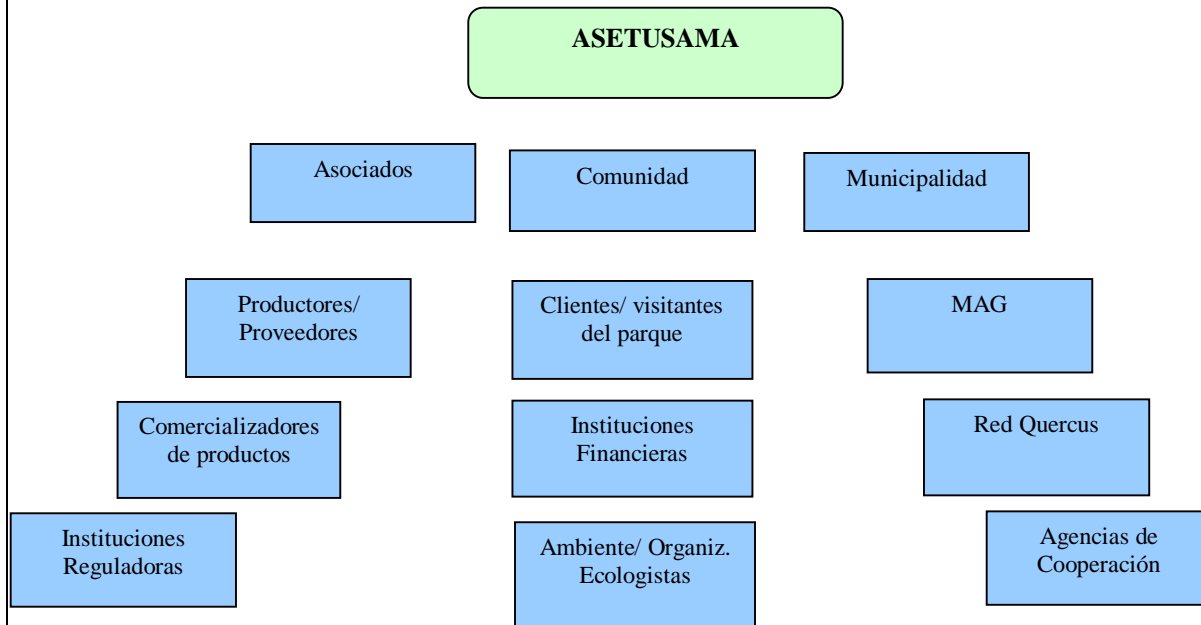 ASETUSAMA
Asociados
Comunidad
Municipalidad
Productores/
Proveedores
Clientes/ visitantes
del parque
MAG
Comercializadores
de productos
Instituciones
Financieras
Red Quercus
Instituciones
Reguladoras
Ambiente/ Organiz.
Ecologistas
Agencias de
Cooperación